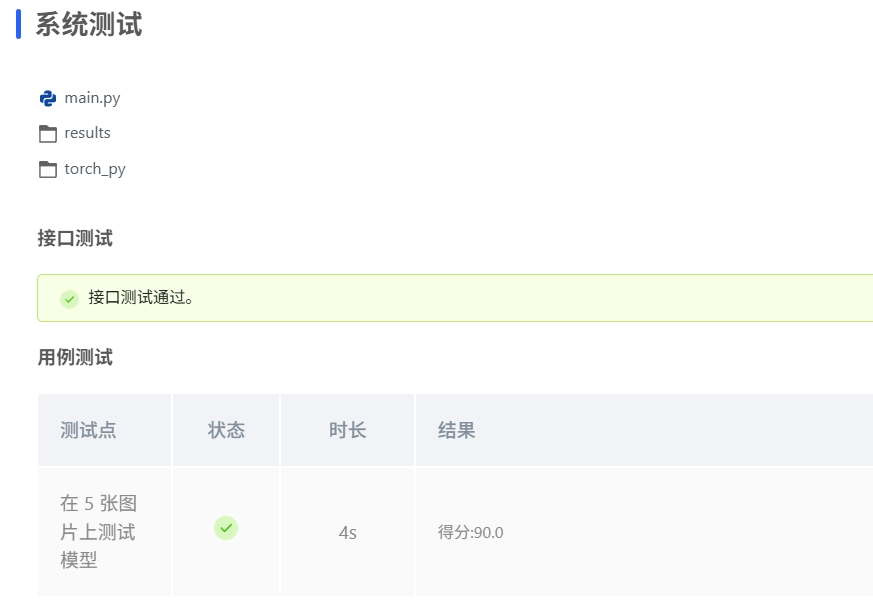 系统测试
main.py
results
torch_py
接口测试
接口测试通过。
用例测试
测试点 状态 时长 结果
在 5 张图
片上测试
模型
4s
得分:90.0